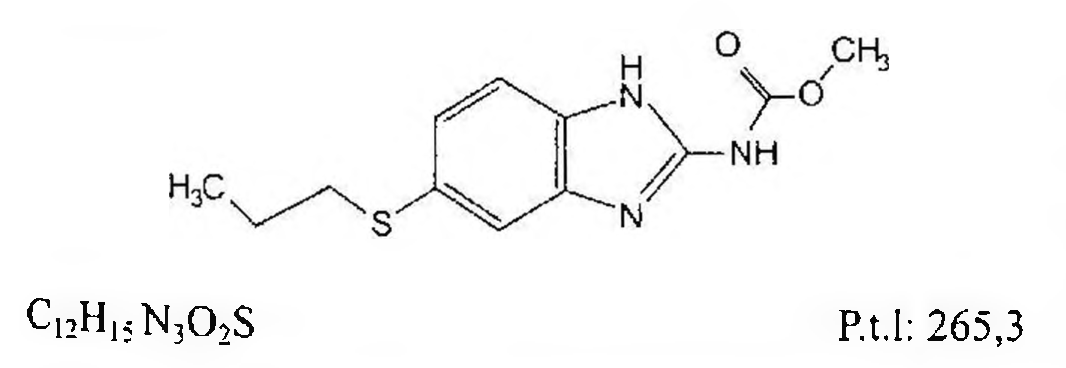 O
CH₃
H
N
O
NH
H₃C
S
N
C₁₂H₁₅N₃O₂S
P.t.l: 265,3